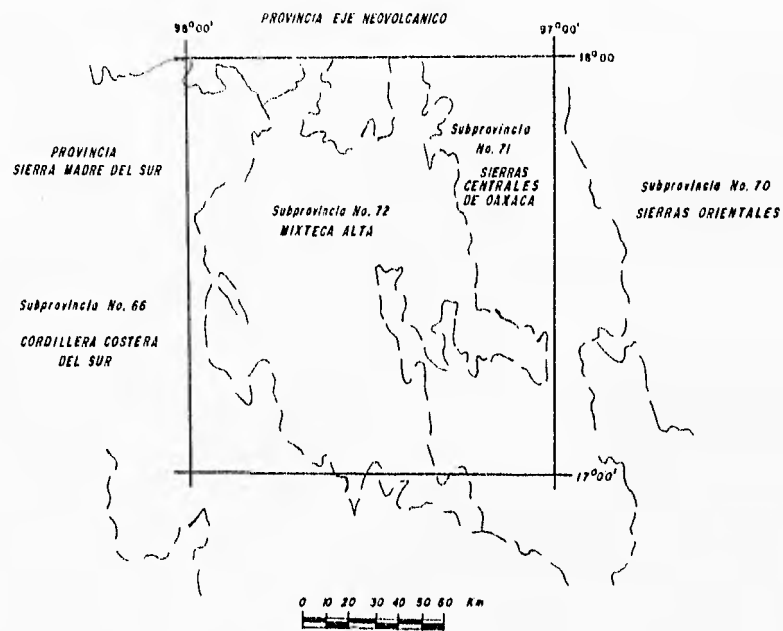 PROVINCIA EJE NEOVOLCANICO
98°00'
97°00'
18°00
PROVINCIA
SIERRA MADRE DEL SUR
Subprovincia
No. 71
SIERRAS
CENTRALES
DE OAXACA
Subprovincia No. 70
SIERRAS ORIENTALES
Subprovincia No. 72
MIXTECA ALTA
Subprovincia No. 66
CORDILLERA COSTERA
DEL SUR
17°00'
0 10 20 30 40 50 60 Km